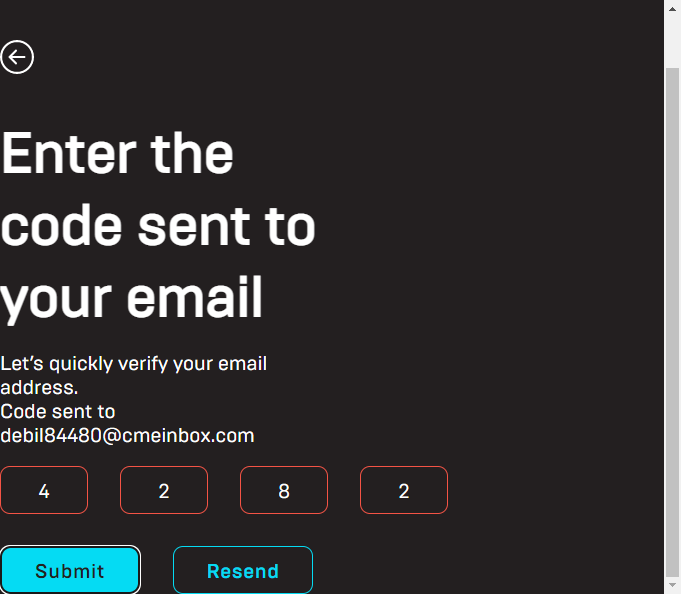 Enter the
code sent to
your email
Let’s quickly verify your email
address.
Code sent to
debil84480@cmeinbox.com
4 2 8 2
Submit Resend